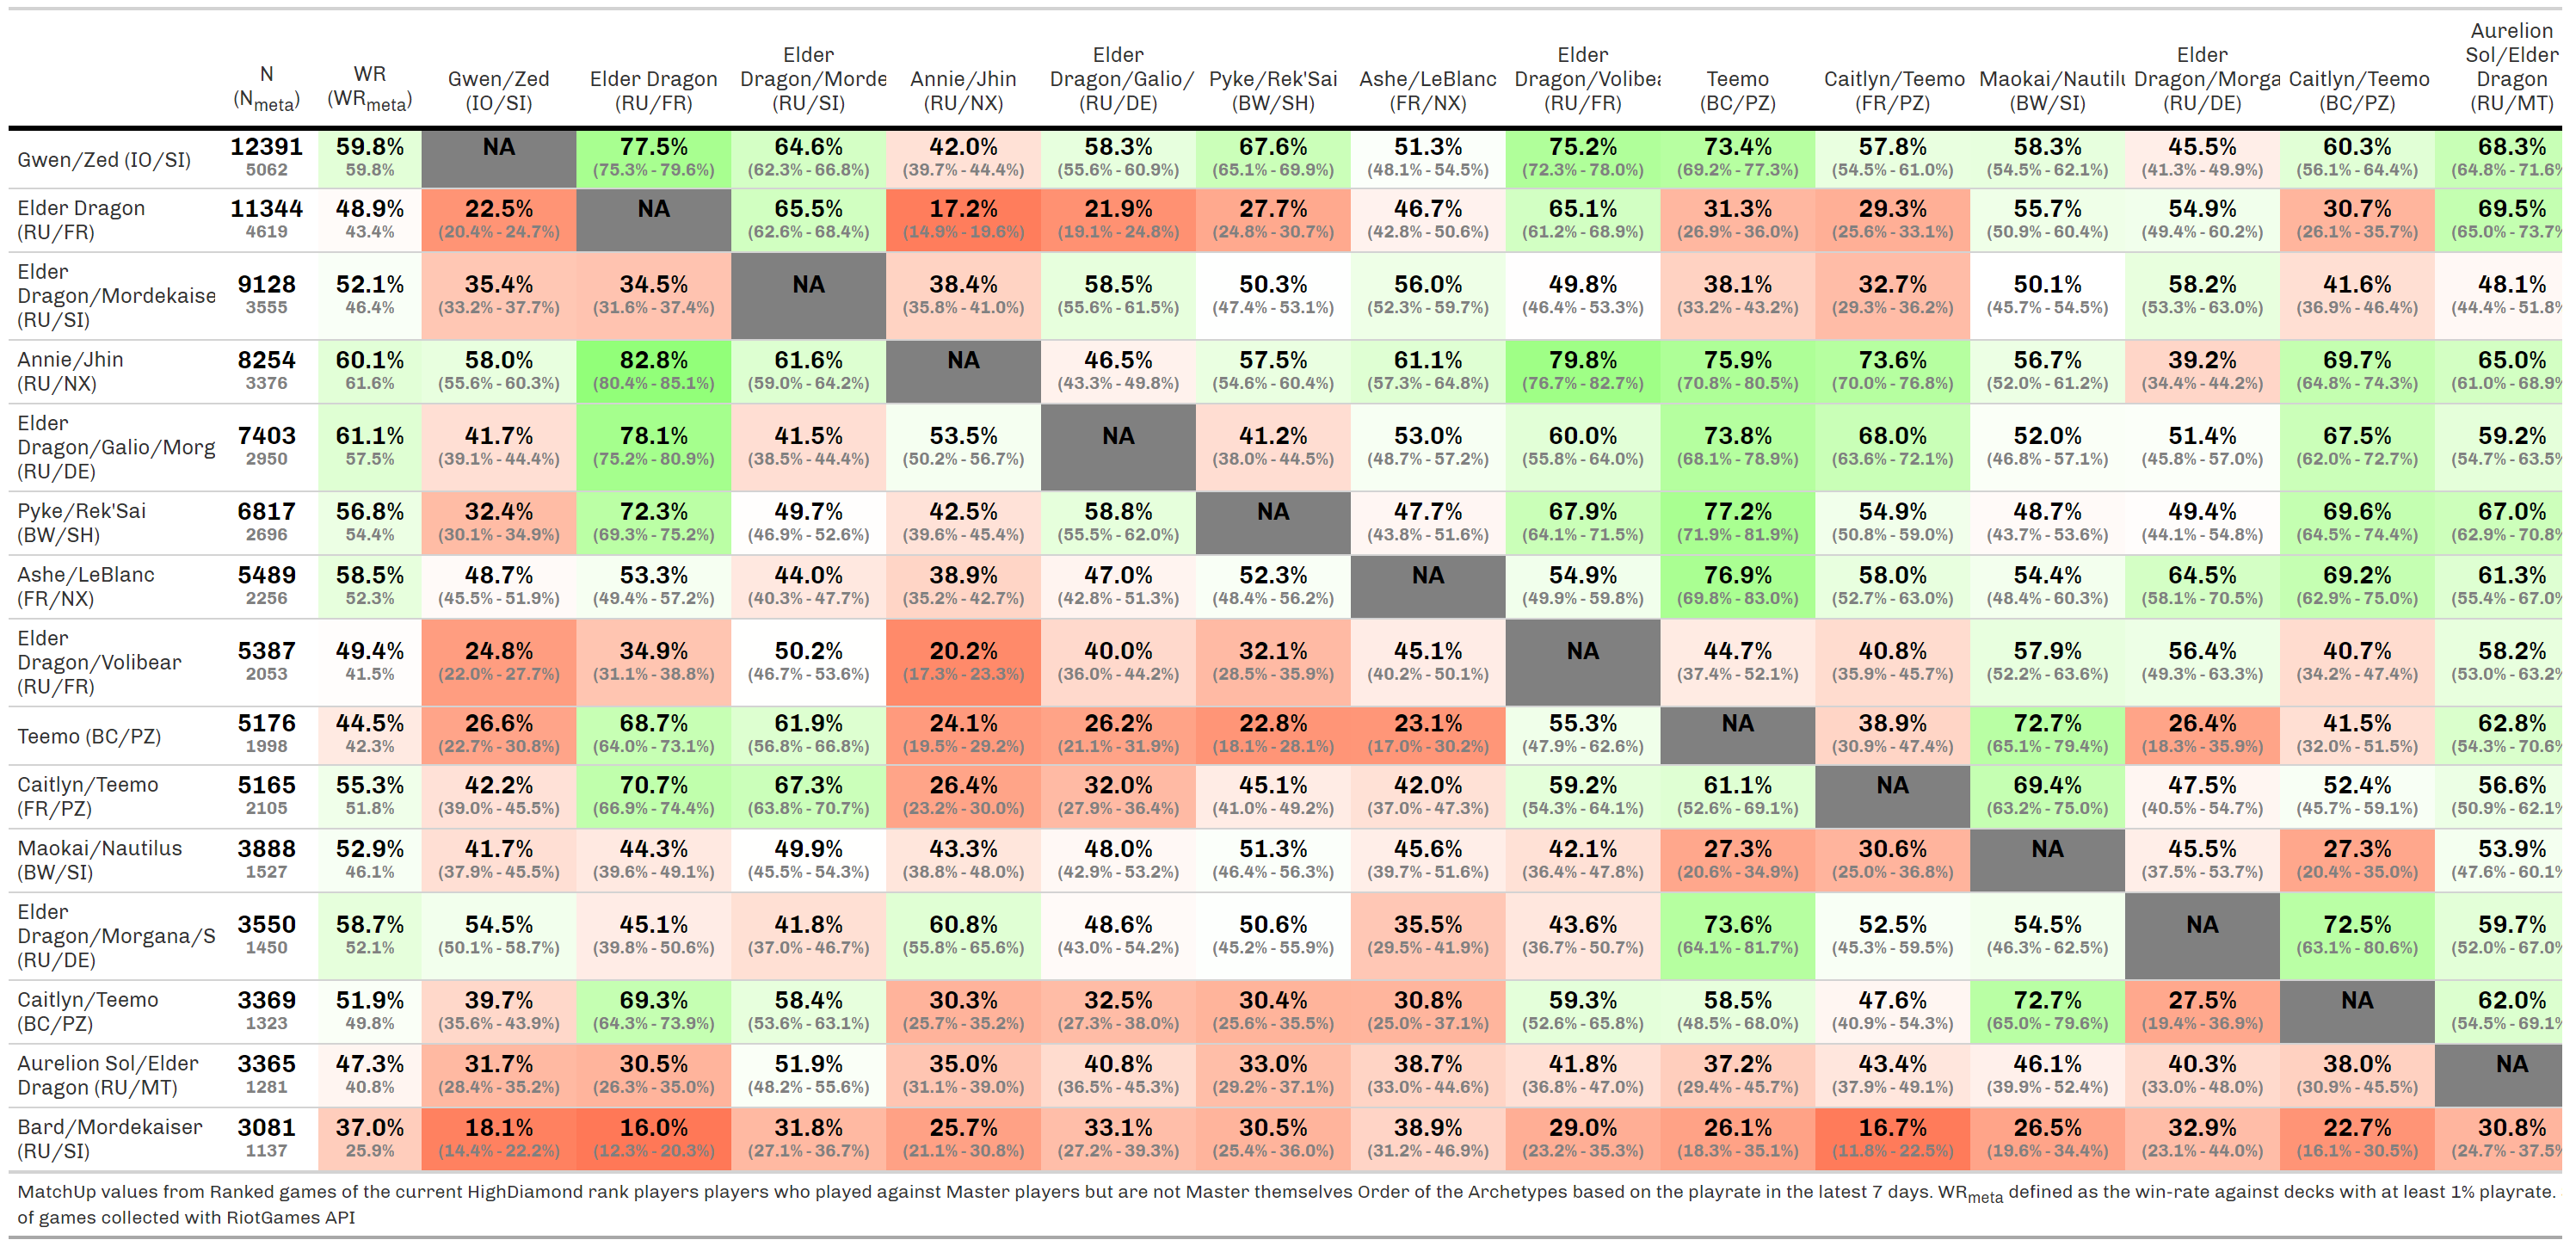 N (Nmeta) WR (WRmeta) Gwen/Zed (IO/SI) Elder Dragon (RU/FR) Elder Dragon/Morde (RU/SI) Annie/Jhin (RU/NX) Elder Dragon/Galio/ (RU/DE) Pyke/Rek'Sai (BW/SH) Ashe/LeBlanc (FR/NX) Elder Dragon/Volibea (RU/FR) Teemo (BC/PZ) Caitlyn/Teemo (FR/PZ) Maokai/Nautilu (BW/SI) Elder Dragon/Morga (RU/DE) Caitlyn/Teemo (BC/PZ) Aurelion Sol/Elder Dragon (RU/MT)
Gwen/Zed (IO/SI) 12391 59.8% NA 77.5% 64.6% 42.0% 58.3% 67.6% 51.3% 75.2% 73.4% 57.8% 58.3% 45.5% 60.3% 68.3%
5062 59.8% (75.3% - 79.6%) (62.3% - 66.8%) (39.7% - 44.4%) (55.6% - 60.9%) (65.1% - 69.9%) (48.1% - 54.5%) (72.3% - 78.0%) (69.2% - 77.3%) (54.5% - 61.0%) (54.5% - 62.1%) (41.3% - 49.9%) (56.1% - 64.4%) (64.8% - 71.6%
Elder Dragon (RU/FR) 11344 48.9% 22.5% NA 65.5% 17.2% 21.9% 27.7% 46.7% 65.1% 31.3% 29.3% 55.7% 54.9% 30.7% 69.5%
4619 43.4% (20.4% - 24.7%) (62.6% - 68.4%) (14.9% - 19.6%) (19.1% - 24.8%) (24.8% - 30.7%) (42.8% - 50.6%) (61.2% - 68.9%) (26.9% - 36.0%) (25.6% - 33.1%) (50.9% - 60.4%) (49.4% - 60.2%) (26.1% - 35.7%) (65.0% - 73.7%
Elder Dragon/Mordekaise (RU/SI) 9128 52.1% 35.4% 34.5% NA 38.4% 58.5% 50.3% 56.0% 49.8% 38.1% 32.7% 50.1% 58.2% 41.6% 48.1%
3555 46.4% (33.2% - 37.7%) (31.6% - 37.4%) (35.8% - 41.0%) (55.6% - 61.5%) (47.4% - 53.1%) (52.3% - 59.7%) (46.4% - 53.3%) (33.2% - 43.2%) (29.3% - 36.2%) (45.7% - 54.5%) (53.3% - 63.0%) (36.9% - 46.4%) (44.4% - 51.8%
Annie/Jhin (RU/NX) 8254 60.1% 58.0% 82.8% 61.6% NA 46.5% 57.5% 61.1% 79.8% 75.9% 73.6% 56.7% 39.2% 69.7% 65.0%
3376 61.6% (55.6% - 60.3%) (80.4% - 85.1%) (59.0% - 64.2%) (43.3% - 49.8%) (54.6% - 60.4%) (57.3% - 64.8%) (76.7% - 82.7%) (70.8% - 80.5%) (70.0% - 76.8%) (52.0% - 61.2%) (34.4% - 44.2%) (64.8% - 74.3%) (61.0% - 68.9%
Elder Dragon/Galio/Morg (RU/DE) 7403 61.1% 41.7% 78.1% 41.5% 53.5% NA 41.2% 53.0% 60.0% 73.8% 68.0% 52.0% 51.4% 67.5% 59.2%
2950 57.5% (39.1% - 44.4%) (75.2% - 80.9%) (38.5% - 44.4%) (50.2% - 56.7%) (38.0% - 44.5%) (48.7% - 57.2%) (55.8% - 64.0%) (68.1% - 78.9%) (63.6% - 72.1%) (46.8% - 57.1%) (45.8% - 57.0%) (62.0% - 72.7%) (54.7% - 63.5%
Pyke/Rek'Sai (BW/SH) 6817 56.8% 32.4% 72.3% 49.7% 42.5% 58.8% NA 47.7% 67.9% 77.2% 54.9% 48.7% 49.4% 69.6% 67.0%
2696 54.4% (30.1% - 34.9%) (69.3% - 75.2%) (46.9% - 52.6%) (39.6% - 45.4%) (55.5% - 62.0%) (43.8% - 51.6%) (64.1% - 71.5%) (71.9% - 81.9%) (50.8% - 59.0%) (43.7% - 53.6%) (44.1% - 54.8%) (64.5% - 74.4%) (62.9% - 70.8%
Ashe/LeBlanc (FR/NX) 5489 58.5% 48.7% 53.3% 44.0% 38.9% 47.0% 52.3% NA 54.9% 76.9% 58.0% 54.4% 64.5% 69.2% 61.3%
2256 52.3% (45.5% - 51.9%) (49.4% - 57.2%) (40.3% - 47.7%) (35.2% - 42.7%) (42.8% - 51.3%) (48.4% - 56.2%) (49.9% - 59.8%) (69.8% - 83.0%) (52.7% - 63.0%) (48.4% - 60.3%) (58.1% - 70.5%) (62.9% - 75.0%) (55.4% - 67.0%
Elder Dragon/Volibear (RU/FR) 5387 49.4% 24.8% 34.9% 50.2% 20.2% 40.0% 32.1% 45.1% NA 44.7% 40.8% 57.9% 56.4% 40.7% 58.2%
2053 41.5% (22.0% - 27.7%) (31.1% - 38.8%) (46.7% - 53.6%) (17.3% - 23.3%) (36.0% - 44.2%) (28.5% - 35.9%) (40.2% - 50.1%) (37.4% - 52.1%) (35.9% - 45.7%) (52.2% - 63.6%) (49.3% - 63.3%) (34.2% - 47.4%) (53.0% - 63.2%
Teemo (BC/PZ) 5176 44.5% 26.6% 68.7% 61.9% 24.1% 26.2% 22.8% 23.1% 55.3% NA 38.9% 72.7% 26.4% 41.5% 62.8%
1998 42.3% (22.7% - 30.8%) (64.0% - 73.1%) (56.8% - 66.8%) (19.5% - 29.2%) (21.1% - 31.9%) (18.1% - 28.1%) (17.0% - 30.2%) (47.9% - 62.6%) (30.9% - 47.4%) (65.1% - 79.4%) (18.3% - 35.9%) (32.0% - 51.5%) (54.3% - 70.6%
Caitlyn/Teemo (FR/PZ) 5165 55.3% 42.2% 70.7% 67.3% 26.4% 32.0% 45.1% 42.0% 59.2% 61.1% NA 69.4% 47.5% 52.4% 56.6%
2105 51.8% (39.0% - 45.5%) (66.9% - 74.4%) (63.8% - 70.7%) (23.2% - 30.0%) (27.9% - 36.4%) (41.0% - 49.2%) (37.0% - 47.3%) (54.3% - 64.1%) (52.6% - 69.1%) (63.2% - 75.0%) (40.5% - 54.7%) (45.7% - 59.1%) (50.9% - 62.1%
Maokai/Nautilus (BW/SI) 3888 52.9% 41.7% 44.3% 49.9% 43.3% 48.0% 51.3% 45.6% 42.1% 27.3% 30.6% NA 45.5% 27.3% 53.9%
1527 46.1% (37.9% - 45.5%) (39.6% - 49.1%) (45.5% - 54.3%) (38.8% - 48.0%) (42.9% - 53.2%) (46.4% - 56.3%) (39.7% - 51.6%) (36.4% - 47.8%) (20.6% - 34.9%) (25.0% - 36.8%) (37.5% - 53.7%) (20.4% - 35.0%) (47.6% - 60.1%
Elder Dragon/Morgana/S (RU/DE) 3550 58.7% 54.5% 45.1% 41.8% 60.8% 48.6% 50.6% 35.5% 43.6% 73.6% 52.5% 54.5% NA 72.5% 59.7%
1450 52.1% (50.1% - 58.7%) (39.8% - 50.6%) (37.0% - 46.7%) (55.8% - 65.6%) (43.0% - 54.2%) (45.2% - 55.9%) (29.5% - 41.9%) (36.7% - 50.7%) (64.1% - 81.7%) (45.3% - 59.5%) (46.3% - 62.5%) (63.1% - 80.6%) (52.0% - 67.0%
Caitlyn/Teemo (BC/PZ) 3369 51.9% 39.7% 69.3% 58.4% 30.3% 32.5% 30.4% 30.8% 59.3% 58.5% 47.6% 72.7% 27.5% NA 62.0%
1323 49.8% (35.6% - 43.9%) (64.3% - 73.9%) (53.6% - 63.1%) (25.7% - 35.2%) (27.3% - 38.0%) (25.6% - 35.5%) (25.0% - 37.1%) (52.6% - 65.8%) (48.5% - 68.0%) (40.9% - 54.3%) (65.0% - 79.6%) (19.4% - 36.9%) (54.5% - 69.1%
Aurelion Sol/Elder Dragon (RU/MT) 3365 47.3% 31.7% 30.5% 51.9% 35.0% 40.8% 33.0% 38.7% 41.8% 37.2% 43.4% 46.1% 40.3% 38.0% NA
1281 40.8% (28.4% - 35.2%) (26.3% - 35.0%) (48.2% - 55.6%) (31.1% - 39.0%) (36.5% - 45.3%) (29.2% - 37.1%) (33.0% - 44.6%) (36.8% - 47.0%) (29.4% - 45.7%) (37.9% - 49.1%) (39.9% - 52.4%) (33.0% - 48.0%) (30.9% - 45.5%)
Bard/Mordekaiser (RU/SI) 3081 37.0% 18.1% 16.0% 31.8% 25.7% 33.1% 30.5% 38.9% 29.0% 26.1% 16.7% 26.5% 32.9% 22.7% 30.8%
1137 25.9% (14.4% - 22.2%) (12.3% - 20.3%) (27.1% - 36.7%) (21.1% - 30.8%) (27.2% - 39.3%) (25.4% - 36.0%) (31.2% - 46.9%) (23.2% - 35.3%) (18.3% - 35.1%) (11.8% - 22.5%) (19.6% - 34.4%) (23.1% - 44.0%) (16.1% - 30.5%) (24.7% - 37.5%
MatchUp values from Ranked games of the current HighDiamond rank players players who played against Master players but are not Master themselves Order of the Archetypes based on the playrate in the latest 7 days. WRmeta defined as the win-rate against decks with at least 1% playrate.
of games collected with RiotGames API